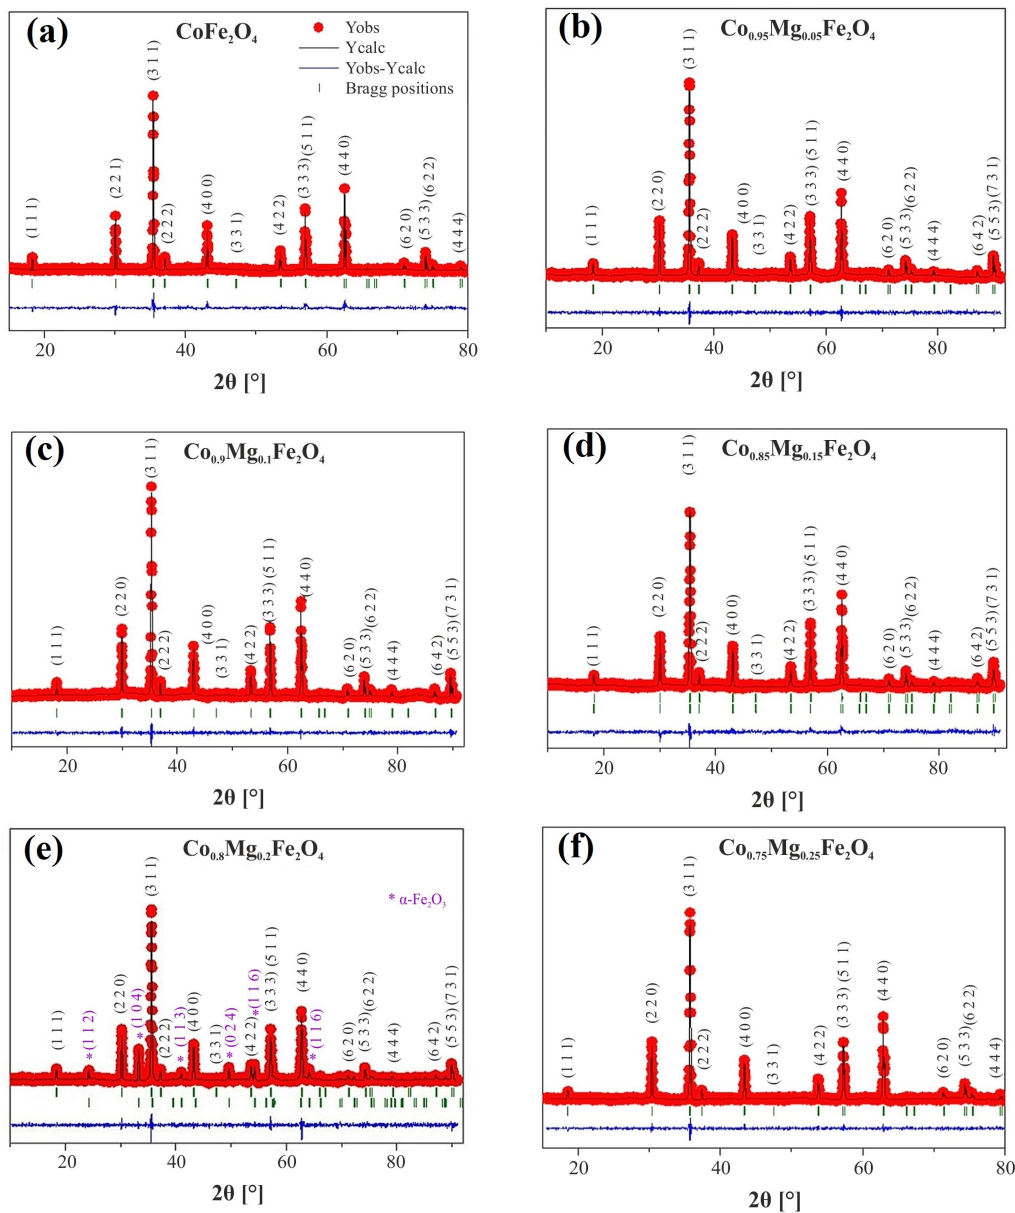 (a)
CoFe₂O₄
Yobs
Ycalc
Yobs-Ycalc
Bragg positions
(1 1 1)
(2 2 1)
(3 1 1)
(2 2 2)
(4 0 0)
(3 3 1)
(4 2 2)
(3 3 3) (5 1 1)
(4 4 0)
(6 2 0)
(5 3 3) (6 2 2)
(4 4 4)
20 40 60 80
2θ [°]
(b)
Co₀.₉₅Mg₀.₀₅Fe₂O₄
(1 1 1)
(2 2 0)
(3 1 1)
(2 2 2)
(4 0 0)
(3 3 1)
(4 2 2)
(3 3 3) (5 1 1)
(4 4 0)
(6 2 0)
(5 3 3) (6 2 2)
(4 4 4)
(6 4 2)
(5 5 3) (7 3 1)
20 40 60 80
2θ [°]
(c)
Co₀.₉Mg₀.₁Fe₂O₄
(1 1 1)
(2 2 0)
(3 1 1)
(2 2 2)
(4 0 0)
(3 3 1)
(4 2 2)
(3 3 3) (5 1 1)
(4 4 0)
(6 2 0)
(5 3 3) (6 2 2)
(4 4 4)
(6 4 2)
(5 5 3) (7 3 1)
20 40 60 80
2θ [°]
(d)
Co₀.₈₅Mg₀.₁₅Fe₂O₄
(1 1 1)
(2 2 0)
(3 1 1)
(2 2 2)
(4 0 0)
(3 3 1)
(4 2 2)
(3 3 3) (5 1 1)
(4 4 0)
(6 2 0)
(5 3 3) (6 2 2)
(4 4 4)
(6 4 2)
(5 5 3) (7 3 1)
20 40 60 80
2θ [°]
(e)
Co₀.₈Mg₀.₂Fe₂O₄
* α-Fe₂O₃
(1 1 1)
* (1 1 2)
(2 2 0)
* (1 0 4)
(3 1 1)
(2 2 2)
* (1 1 3)
(4 0 0)
(3 3 1)
* (0 2 4)
(4 2 2)
*(1 1 6)
(3 3 3) (5 1 1)
(4 4 0)
* (1 1 6)
(6 2 0)
(5 3 3) (6 2 2)
(4 4 4)
(6 4 2)
(5 5 3) (7 3 1)
20 40 60 80
2θ [°]
(f)
Co₀.₇₅Mg₀.₂₅Fe₂O₄
(1 1 1)
(2 2 0)
(3 1 1)
(2 2 2)
(4 0 0)
(3 3 1)
(4 2 2)
(3 3 3) (5 1 1)
(4 4 0)
(6 2 0)
(5 3 3) (6 2 2)
(4 4 4)
20 30 40 50 60 70 80
2θ [°]